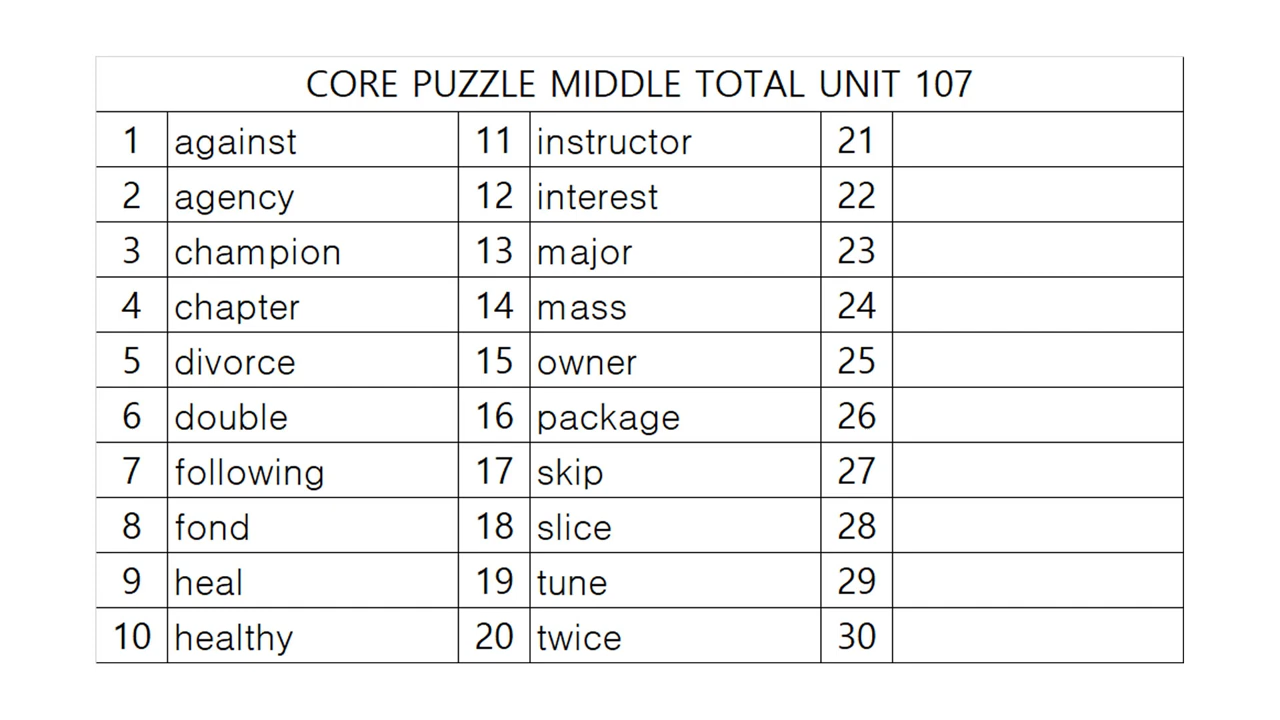 CORE PUZZLE MIDDLE TOTAL UNIT 107
1 against 11 instructor 21
2 agency 12 interest 22
3 champion 13 major 23
4 chapter 14 mass 24
5 divorce 15 owner 25
6 double 16 package 26
7 following 17 skip 27
8 fond 18 slice 28
9 heal 19 tune 29
10 healthy 20 twice 30